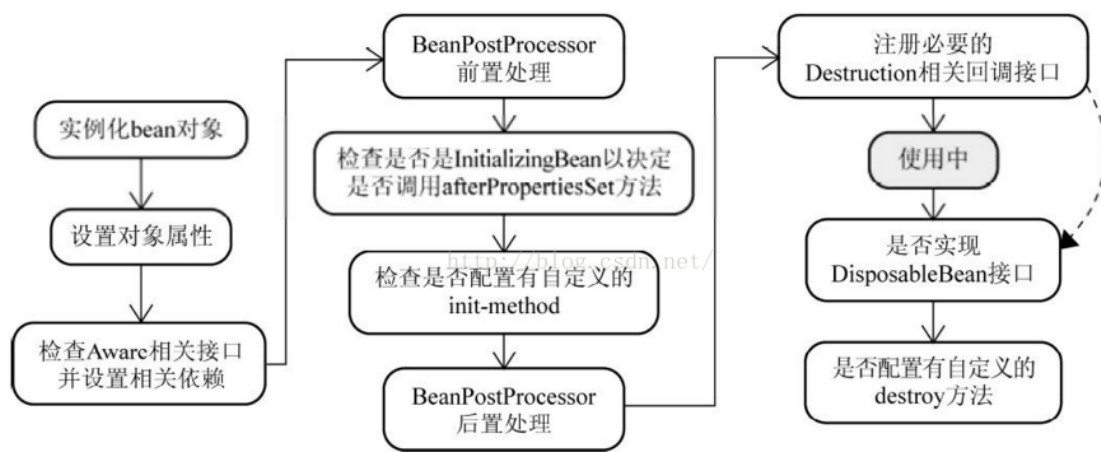 实例化bean对象
设置对象属性
检查Aware相关接口
并设置相关依赖
BeanPostProcessor
前置处理
检查是否是InitializingBean以决定
是否调用afterPropertiesSet方法
http://blog.csdn.net/
检查是否配置有自定义的
init-method
BeanPostProcessor
后置处理
注册必要的
Destruction相关回调接口
使用中
是否实现
DisposableBean接口
是否配置有自定义的
destroy方法